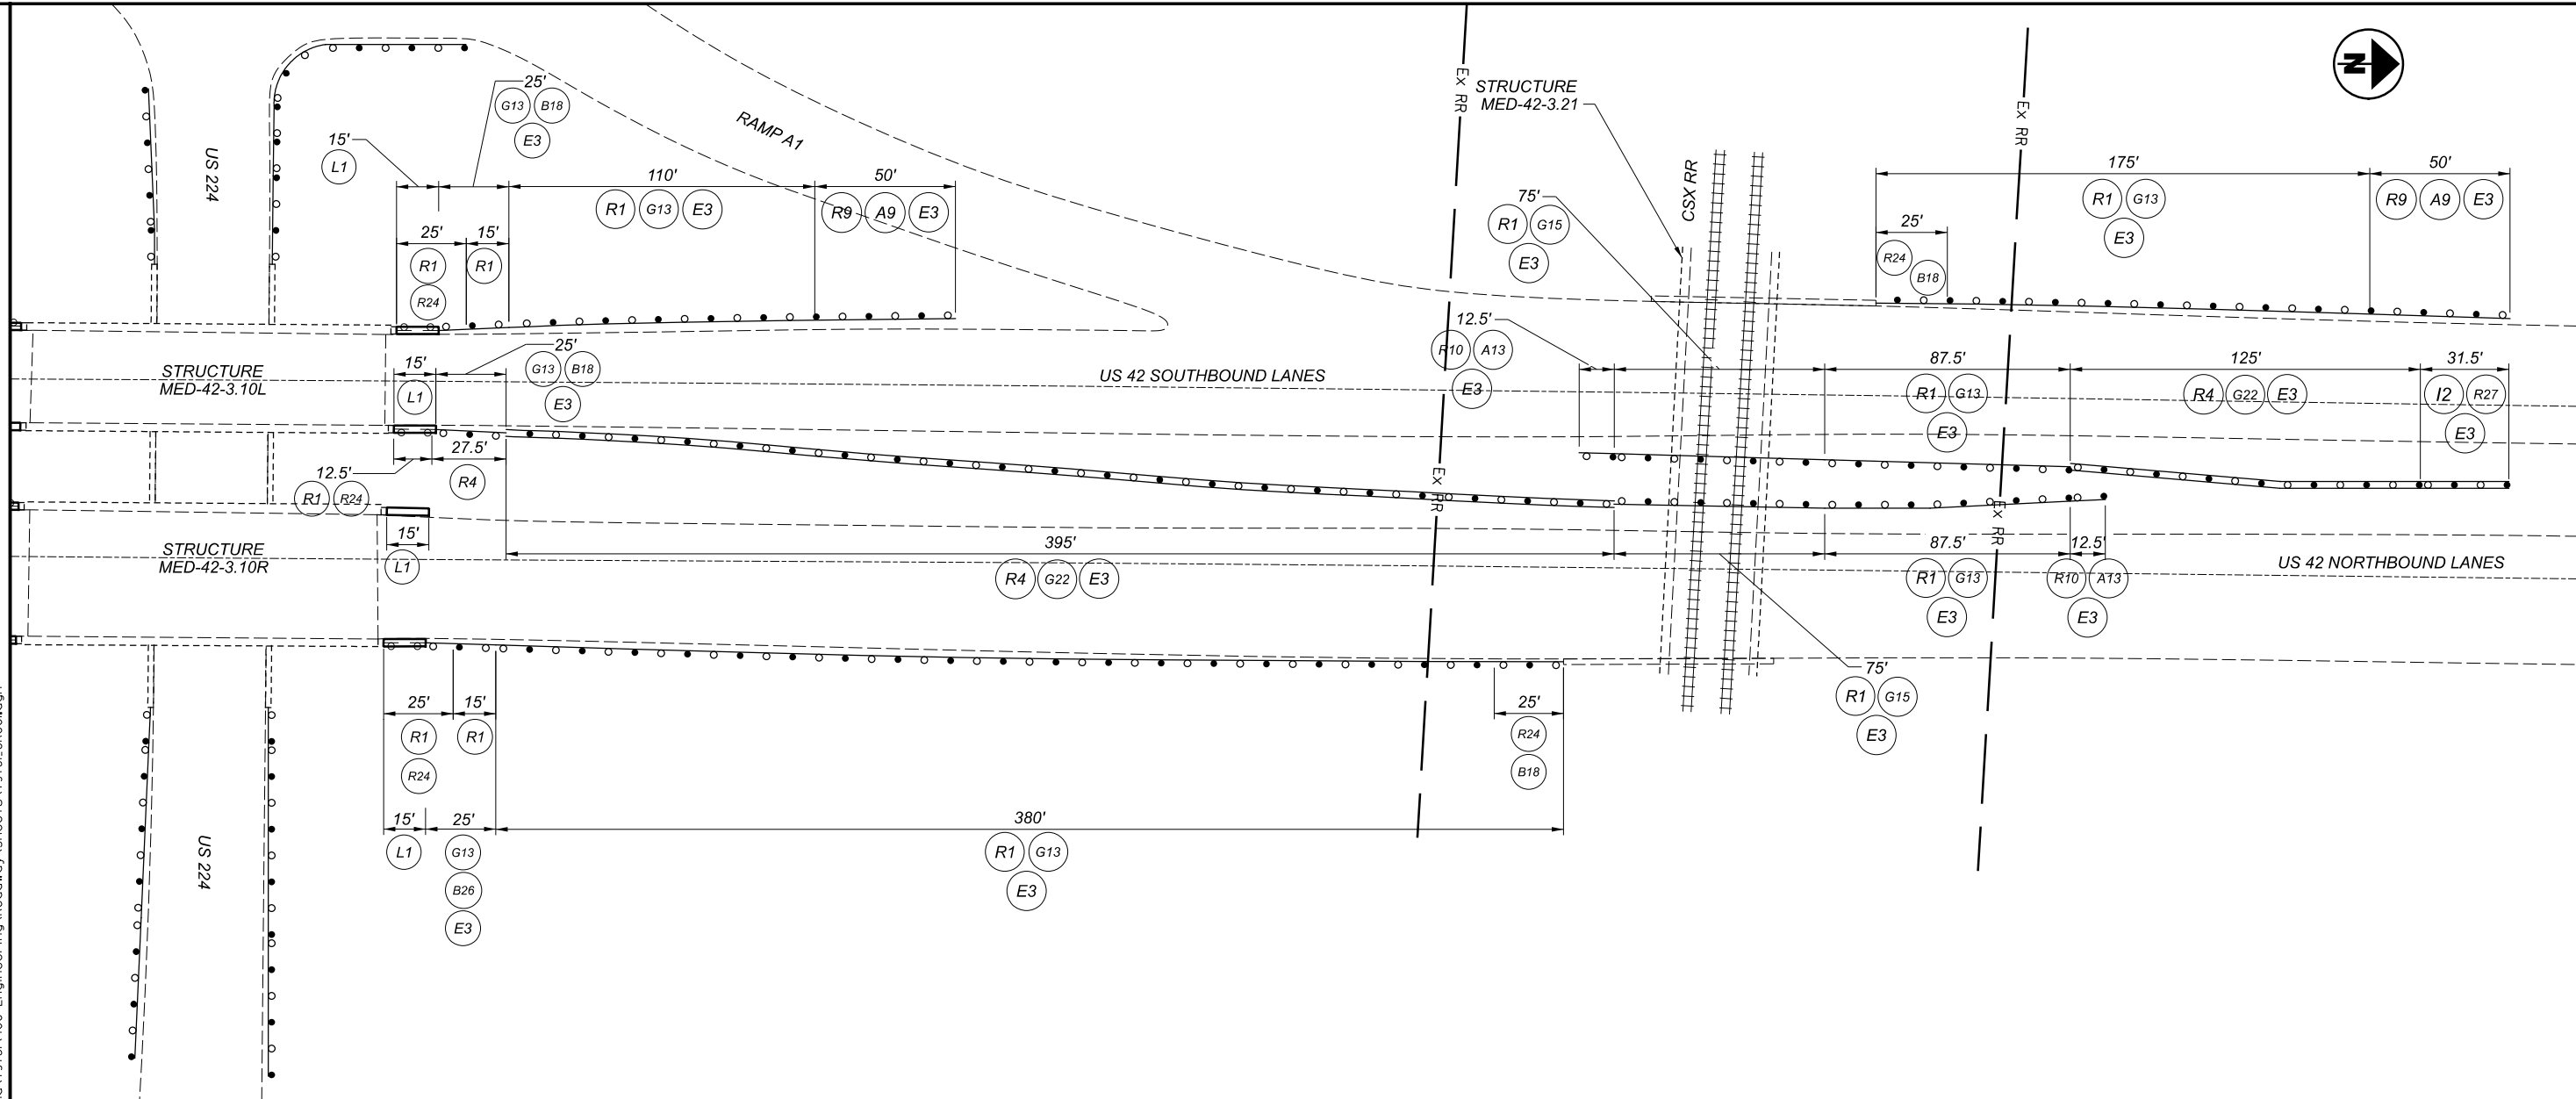 N
25'
G13 B18
E3
15'
L1
US 224
RAMP A1
110'
R1 G13 E3
50'
R9 A9 E3
25'
R1
R24
15'
R1
Ex RR
STRUCTURE
MED-42-3.21
CSX RR
75'
R1 G15
E3
Ex RR
175'
R1 G13
E3
50'
R9 A9 E3
25'
R24
B18
STRUCTURE
MED-42-3.10L
15'
L1
25'
G13 B18
E3
US 42 SOUTHBOUND LANES
12.5'
R10 A13
E3
87.5'
R1 G13
E3
125'
R4 G22 E3
31.5'
I2 R27
E3
12.5'
R1 R24
27.5'
R4
Ex RR
Ex RR
STRUCTURE
MED-42-3.10R
15'
L1
395'
R4 G22 E3
87.5'
R1 G13
E3
12.5'
R10 A13
E3
US 42 NORTHBOUND LANES
75'
R1 G15
E3
25'
R1
R24
15'
R1
25'
R24
B18
US 224
15'
L1
25'
G13
B26
E3
380'
R1 G13
E3